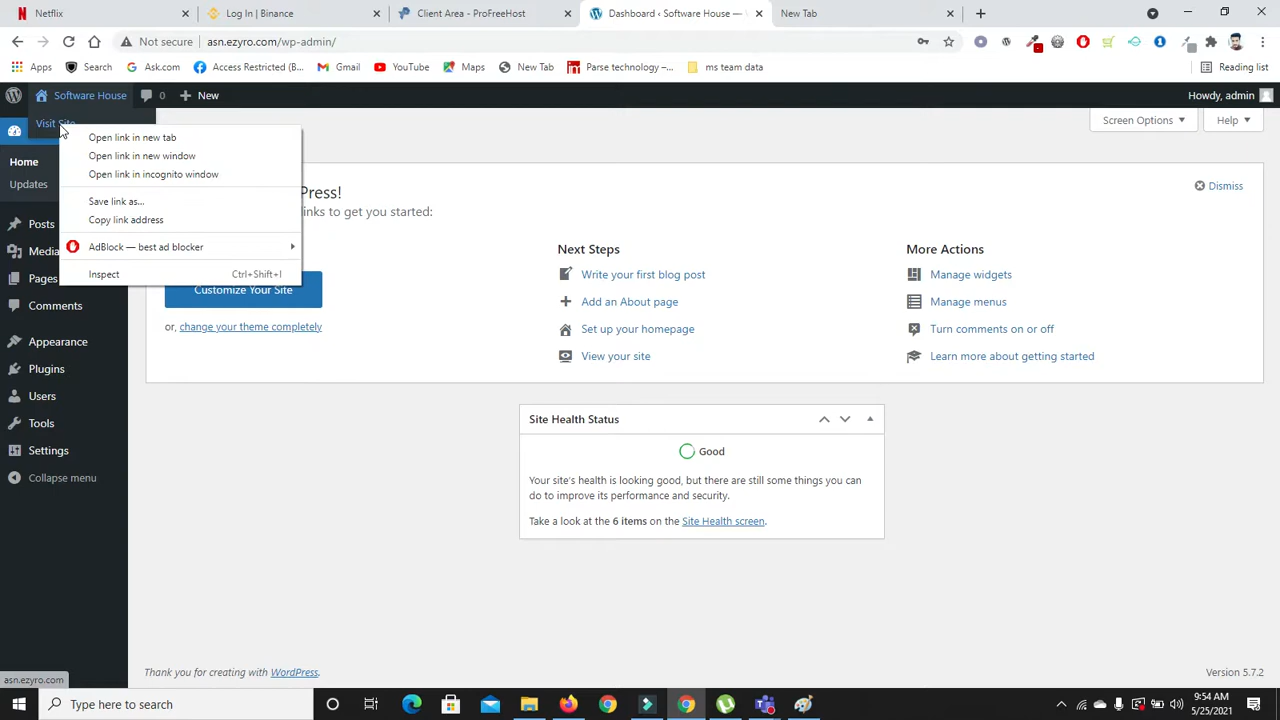 Netflix
Log In | Binance
Client Area - ProFreeHost
Dashboard ‹ Software House —
New Tab
Not secure
asn.ezyro.com/wp-admin/
Apps
Search
Ask.com
Access Restricted (B...
Gmail
YouTube
Maps
New Tab
Parse technology –...
ms team data
Reading list
Software House
0
New
Howdy, admin
Visit Site
Screen Options
Help
Open link in new tab
Open link in new window
Open link in incognito window
Save link as...
Copy link address
AdBlock — best ad blocker
Inspect
Ctrl+Shift+I
Home
Updates
Posts
Media
Pages
Comments
Appearance
Plugins
Users
Tools
Settings
Collapse menu
Press!
inks to get you started:
Dismiss
Customize Your Site
or, change your theme completely
Next Steps
Write your first blog post
Add an About page
Set up your homepage
View your site
More Actions
Manage widgets
Manage menus
Turn comments on or off
Learn more about getting started
Site Health Status
Good
Your site's health is looking good, but there are still some things you can
do to improve its performance and security.
Take a look at the 6 items on the Site Health screen.
Thank you for creating with WordPress.
Version 5.7.2
asn.ezyro.com
Type here to search
9:54 AM
5/25/2021